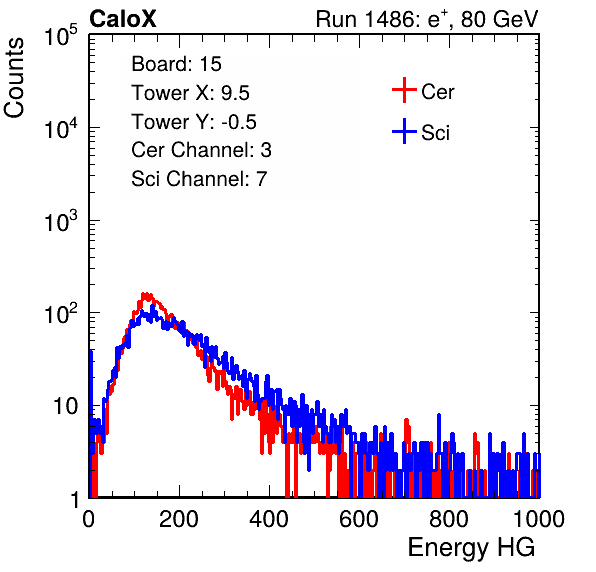 CaloX Run 1486: e⁺, 80 GeV
Counts
Board: 15
Tower X: 9.5
Tower Y: -0.5
Cer Channel: 3
Sci Channel: 7
Cer
Sci
10⁵
10⁴
10³
10²
10
1
0 200 400 600 800 1000
Energy HG